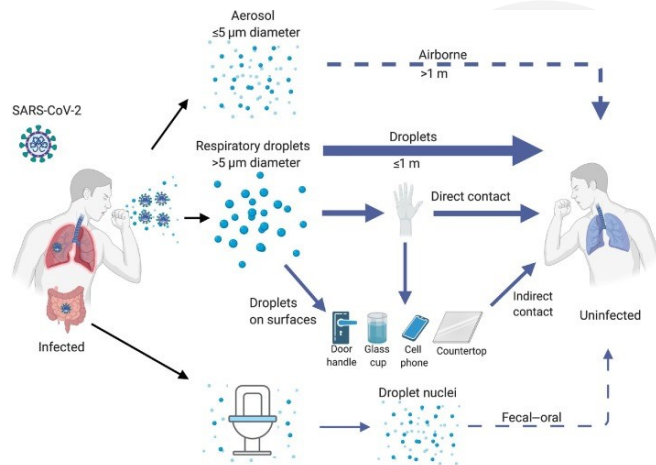 Aerosol
≤5 μm diameter
Airborne
>1 m
SARS-CoV-2
Respiratory droplets
>5 μm diameter
Droplets
≤1 m
Direct contact
Droplets
on surfaces
Indirect
contact
Door
handle
Glass
cup
Cell
phone
Countertop
Infected
Uninfected
Droplet nuclei
Fecal–oral